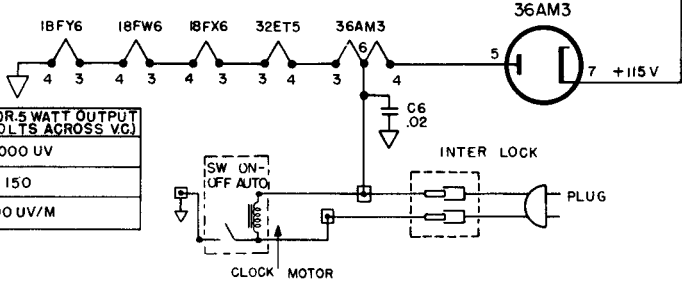 36AM3
18FY6 18FW6 18FX6 32ET5 36AM3
6
5
4 3 4 3 4 3 3 4 3 4
7 +115V
C6
.02
OR.5 WATT OUTPUT
OLTS ACROSS V.C.)
000 UV
150
00 UV/M
INTER LOCK
SW ON-
OFF AUTO
PLUG
CLOCK MOTOR